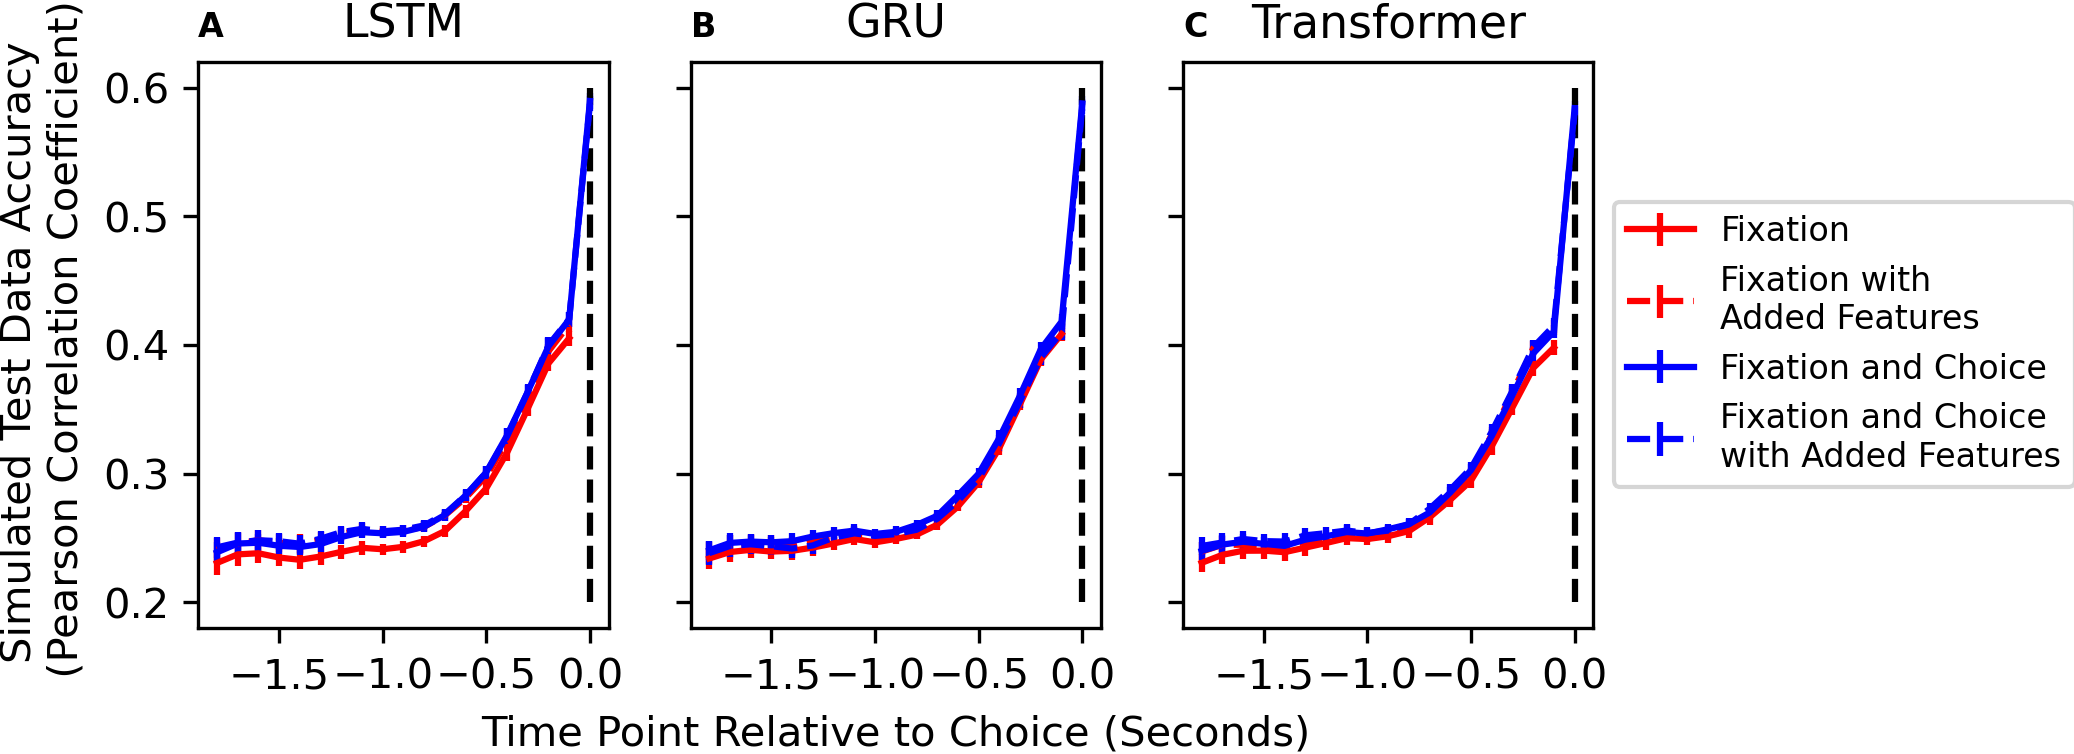 A LSTM
B GRU
C Transformer
Simulated Test Data Accuracy
(Pearson Correlation Coefficient)
0.6
0.5
0.4
0.3
0.2
−1.5 −1.0 −0.5 0.0
−1.5 −1.0 −0.5 0.0
−1.5 −1.0 −0.5 0.0
Time Point Relative to Choice (Seconds)
Fixation
Fixation with
Added Features
Fixation and Choice
Fixation and Choice
with Added Features